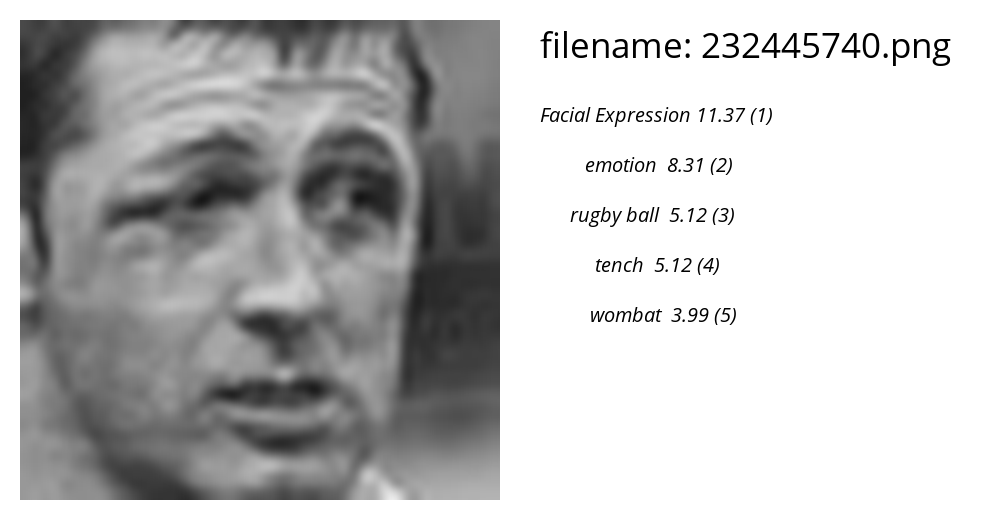 filename: 232445740.png
Facial Expression 11.37 (1)
emotion 8.31 (2)
rugby ball 5.12 (3)
tench 5.12 (4)
wombat 3.99 (5)